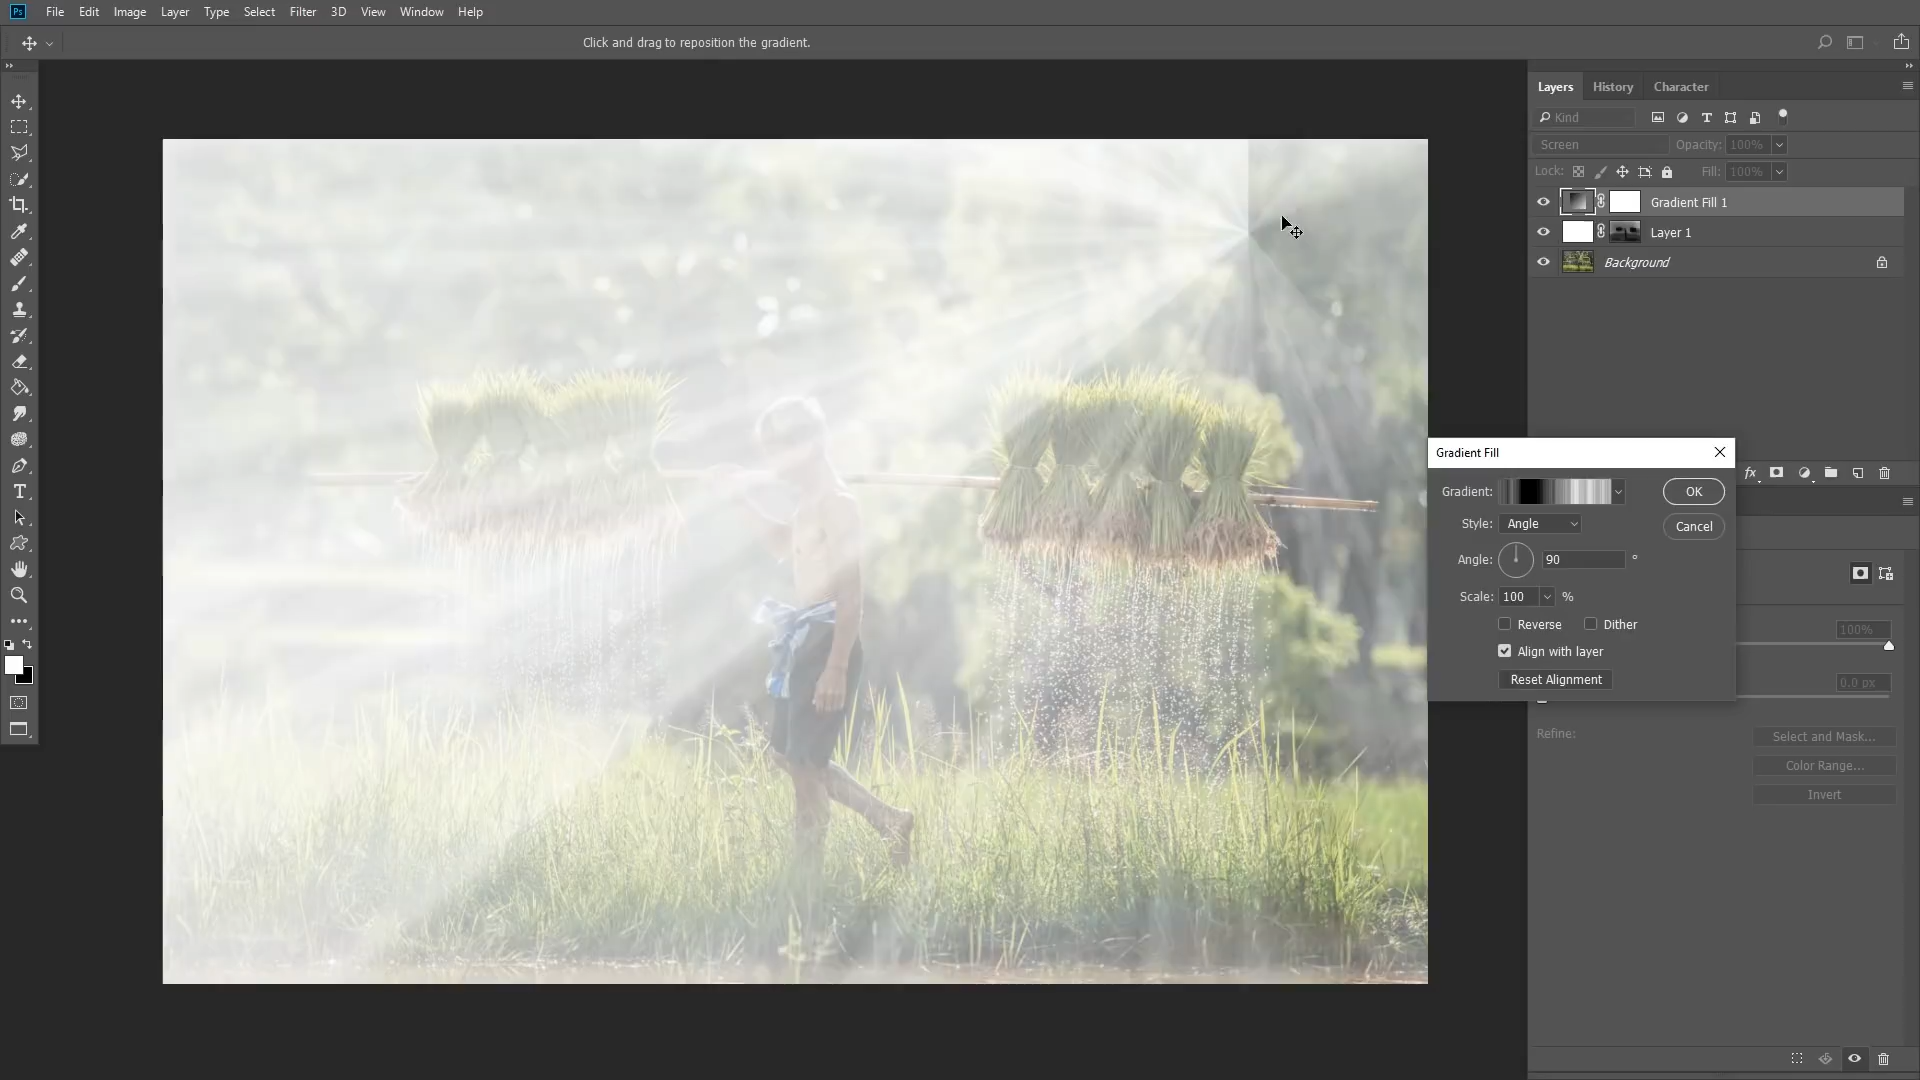 Ps File Edit Image Layer Type Select Filter 3D View Window Help
Click and drag to reposition the gradient.
Layers History Character
Kind
Screen Opacity: 100%
Lock: Fill: 100%
Gradient Fill 1
Layer 1
Background
Gradient Fill
Gradient: OK
Style: Angle Cancel
Angle: 90 °
Scale: 100 %
Reverse Dither
Align with layer
Reset Alignment
fx
100%
0.0 px
Refine: Select and Mask...
Color Range...
Invert